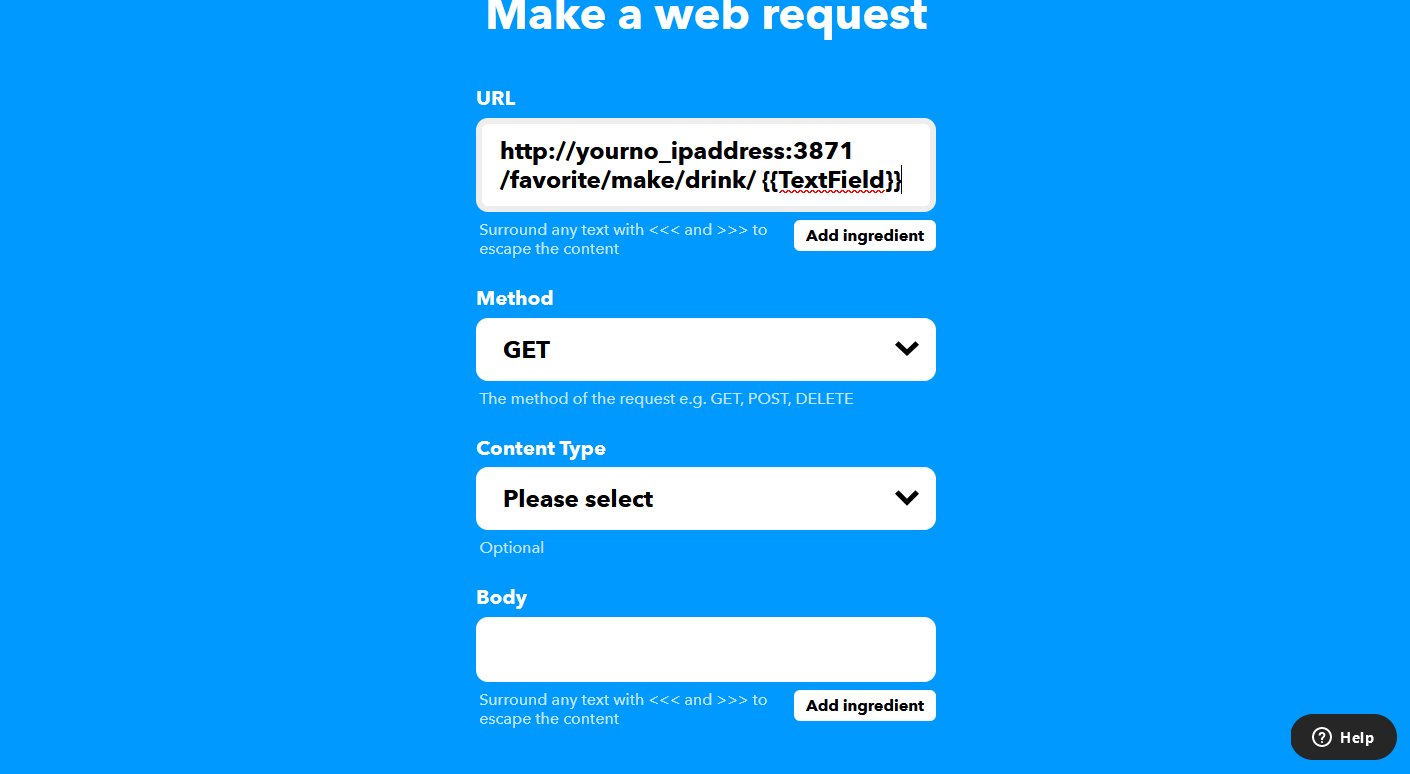 Make a web request
URL
http://yourno_ipaddress:3871
/favorite/make/drink/ {{TextField}}
Surround any text with <<< and >>> to
escape the content
Add ingredient
Method
GET
The method of the request e.g. GET, POST, DELETE
Content Type
Please select
Optional
Body
Surround any text with <<< and >>> to
escape the content
Add ingredient
Help